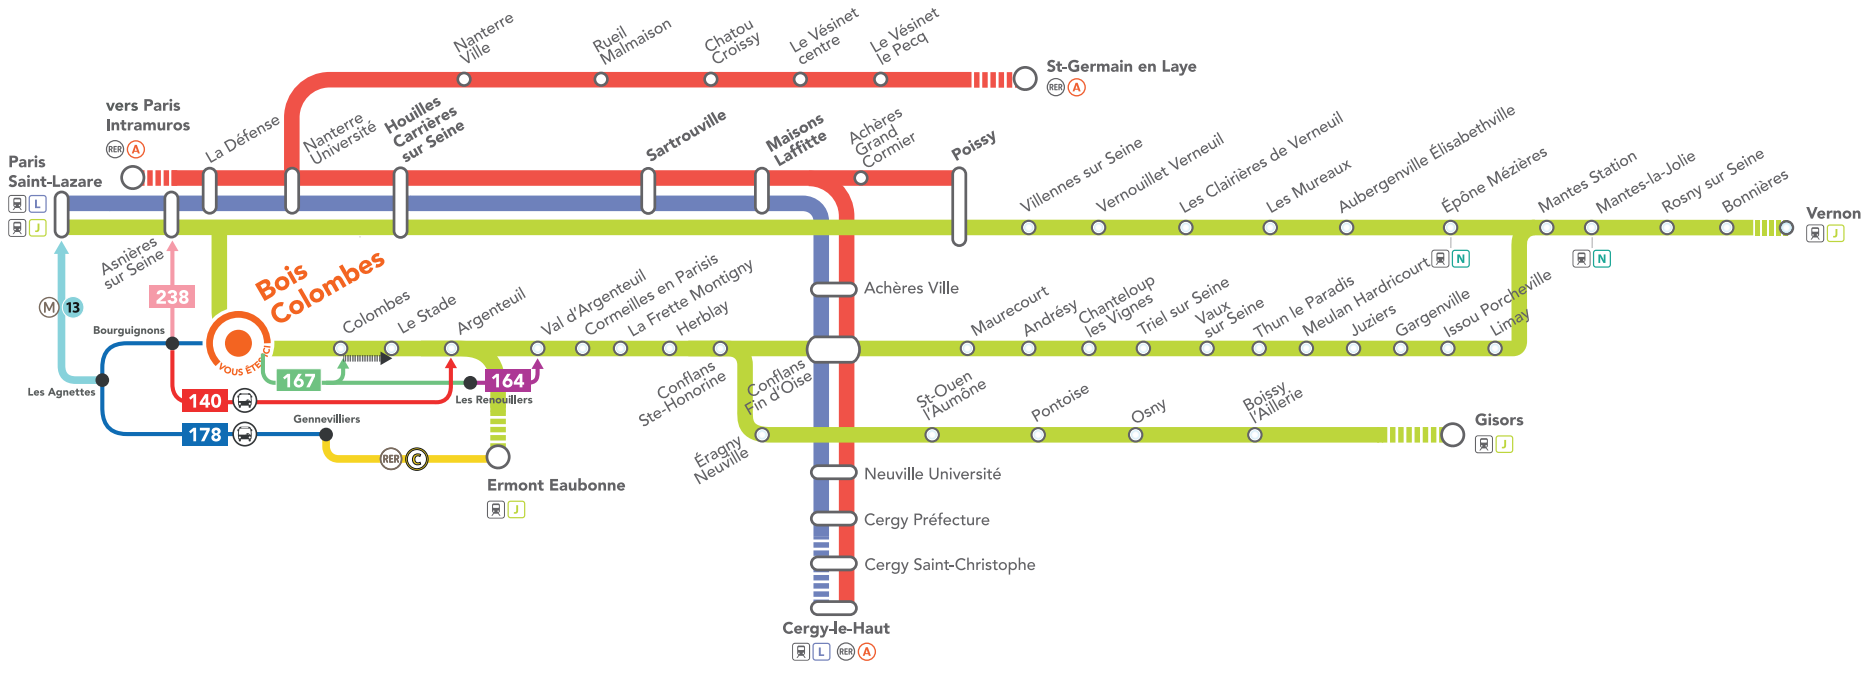 Nanterre
Ville
Rueil
Malmaison
Chatou
Croissy
Le Vésinet
centre
Le Vésinet
le Pecq
St-Germain en Laye
RER A
vers Paris
Intramuros
RER A
La Défense
Nanterre
Université
Houilles
Carrières
sur Seine
Sartrouville
Maisons
Laffitte
Achères
Grand
Cormier
Poissy
Paris
Saint-Lazare
L
J
Asnières
sur Seine
Villennes sur Seine
Vernouillet Verneuil
Les Clairières de Verneuil
Les Mureaux
Aubergenville Élisabethville
Épône Mézières
N
Mantes Station
Mantes-la-Jolie
N
Rosny sur Seine
Bonnières
Vernon
J
M 13
238
Bourguignons
Les Agnettes
Bois
Colombes
VOUS ÊTES ICI
Colombes
Le Stade
Argenteuil
Val d'Argenteuil
Cormeilles en Parisis
La Frette Montigny
Herblay
Conflans
Ste-Honorine
Conflans
Fin d'Oise
Achères Ville
Maurecourt
Andrésy
Chanteloup
les Vignes
Triel sur Seine
Vaux
sur Seine
Thun le Paradis
Meulan Hardricourt
Juziers
Gargenville
Issou Porcheville
Limay
167
164
140
Les Renouillers
178
Gennevilliers
RER C
Ermont Eaubonne
J
Éragny
Neuville
St-Ouen
l'Aumône
Pontoise
Osny
Boissy
l'Aillerie
Gisors
J
Neuville Université
Cergy Préfecture
Cergy Saint-Christophe
Cergy-le-Haut
L RER A